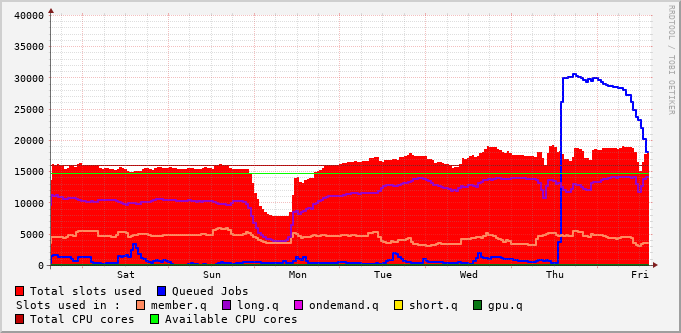 40000
35000
30000
25000
20000
15000
10000
5000
0
Sat Sun Mon Tue Wed Thu Fri
RRDTOOL / TOBI OETIKER
Total slots used Queued Jobs
Slots used in : member.q long.q ondemand.q short.q gpu.q
Total CPU cores Available CPU cores